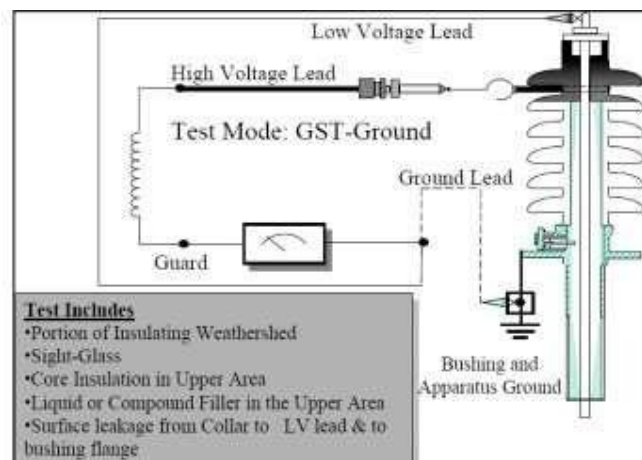 Low Voltage Lead
High Voltage Lead
Test Mode: GST-Ground
Ground Lead
Guard
Bushing and
Apparatus Ground
Test Includes
•Portion of Insulating Weathershed
•Sight-Glass
•Core Insulation in Upper Area
•Liquid or Compound Filler in the Upper Area
•Surface leakage from Collar to LV lead & to
bushing flange